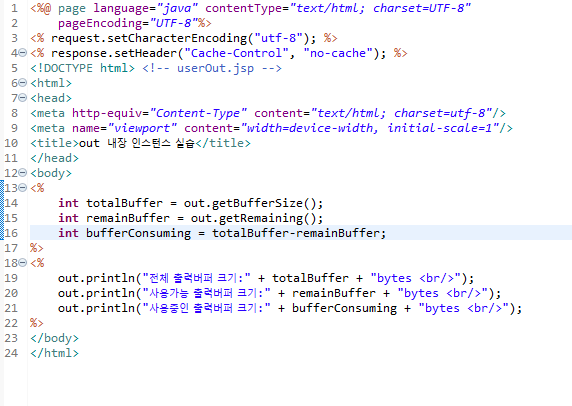 1 <%@ page language="java" contentType="text/html; charset=UTF-8"
2     pageEncoding="UTF-8"%>
3 <% request.setCharacterEncoding("utf-8"); %>
4 <% response.setHeader("Cache-Control", "no-cache"); %>
5 <!DOCTYPE html> <!-- userOut.jsp -->
6 <html>
7 <head>
8 <meta http-equiv="Content-Type" content="text/html; charset=utf-8"/>
9 <meta name="viewport" content="width=device-width, initial-scale=1"/>
10 <title>out 내장 인스턴스 실습</title>
11 </head>
12 <body>
13 <%
14     int totalBuffer = out.getBufferSize();
15     int remainBuffer = out.getRemaining();
16     int bufferConsuming = totalBuffer-remainBuffer;
17 %>
18 <%
19     out.println("전체 출력버퍼 크기:" + totalBuffer + "bytes <br/>");
20     out.println("사용가능 출력버퍼 크기:" + remainBuffer + "bytes <br/>");
21     out.println("사용중인 출력버퍼 크기:" + bufferConsuming + "bytes <br/>");
22 %>
23 </body>
24 </html>